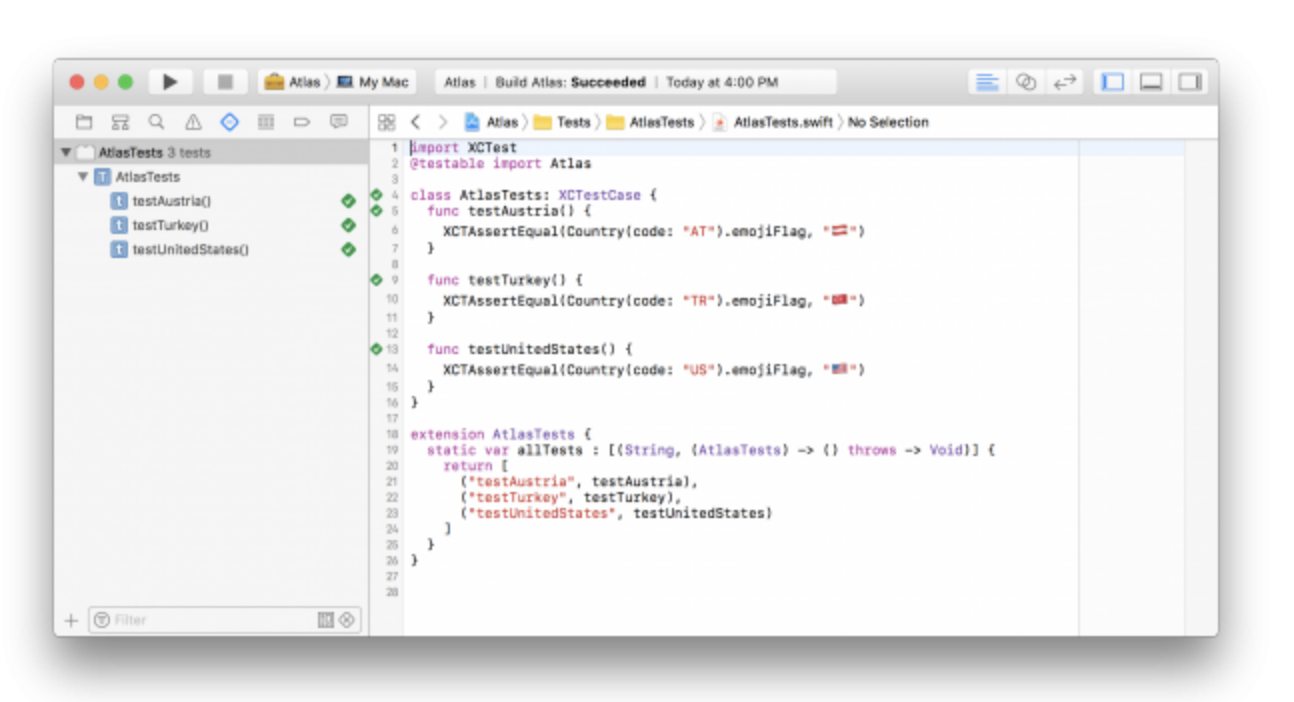 Atlas 〉 My Mac
Atlas | Build Atlas: Succeeded | Today at 4:00 PM
AtlasTests 3 tests
AtlasTests
testAustria()
testTurkey()
testUnitedStates()
Filter
Atlas 〉 Tests 〉 AtlasTests 〉 AtlasTests.swift 〉 No Selection
1 import XCTest
2 @testable import Atlas
3
4 class AtlasTests: XCTestCase {
5 func testAustria() {
6 XCTAssertEqual(Country(code: "AT").emojiFlag, "🇦🇹")
7 }
8
9 func testTurkey() {
10 XCTAssertEqual(Country(code: "TR").emojiFlag, "🇹🇷")
11 }
12
13 func testUnitedStates() {
14 XCTAssertEqual(Country(code: "US").emojiFlag, "🇺🇸")
15 }
16 }
17
18 extension AtlasTests {
19 static var allTests : [(String, (AtlasTests) -> () throws -> Void)] {
20 return [
21 ("testAustria", testAustria),
22 ("testTurkey", testTurkey),
23 ("testUnitedStates", testUnitedStates)
24 ]
25 }
26 }
27
28